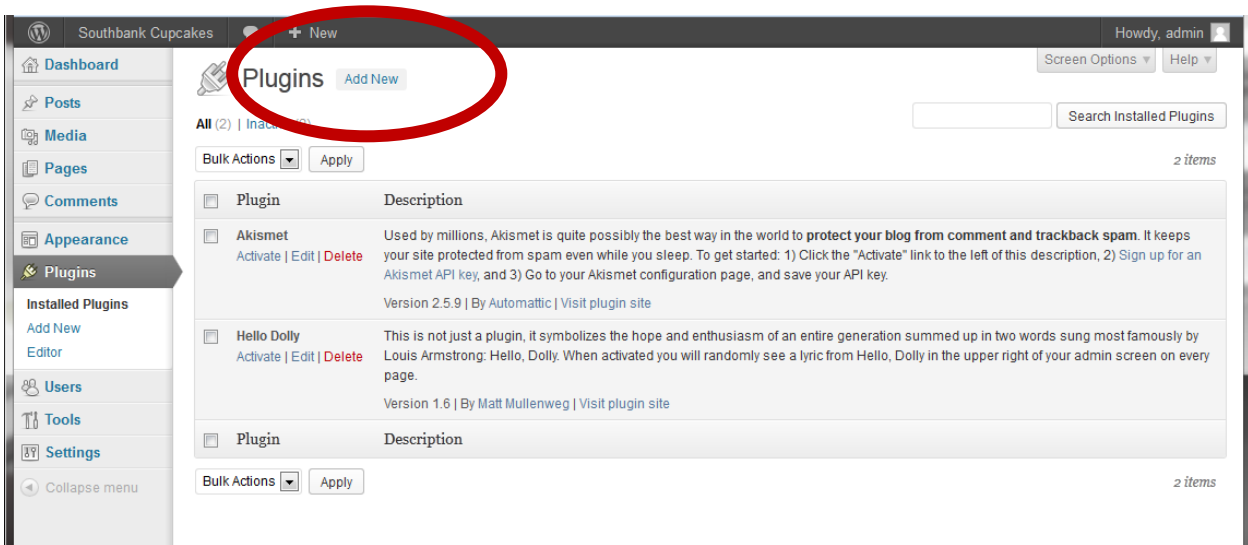 Southbank Cupcakes + New Howdy, admin
Dashboard
Posts
Media
Pages
Comments
Appearance
Plugins
Installed Plugins
Add New
Editor
Users
Tools
Settings
Collapse menu
Screen Options Help
Plugins Add New
All (2) | Inactive
Search Installed Plugins
Bulk Actions Apply 2 items
Plugin Description
Akismet
Activate | Edit | Delete
Used by millions, Akismet is quite possibly the best way in the world to protect your blog from comment and trackback spam. It keeps
your site protected from spam even while you sleep. To get started: 1) Click the "Activate" link to the left of this description, 2) Sign up for an
Akismet API key, and 3) Go to your Akismet configuration page, and save your API key.
Version 2.5.9 | By Automattic | Visit plugin site
Hello Dolly
Activate | Edit | Delete
This is not just a plugin, it symbolizes the hope and enthusiasm of an entire generation summed up in two words sung most famously by
Louis Armstrong: Hello, Dolly. When activated you will randomly see a lyric from Hello, Dolly in the upper right of your admin screen on every
page.
Version 1.6 | By Matt Mullenweg | Visit plugin site
Plugin Description
Bulk Actions Apply 2 items